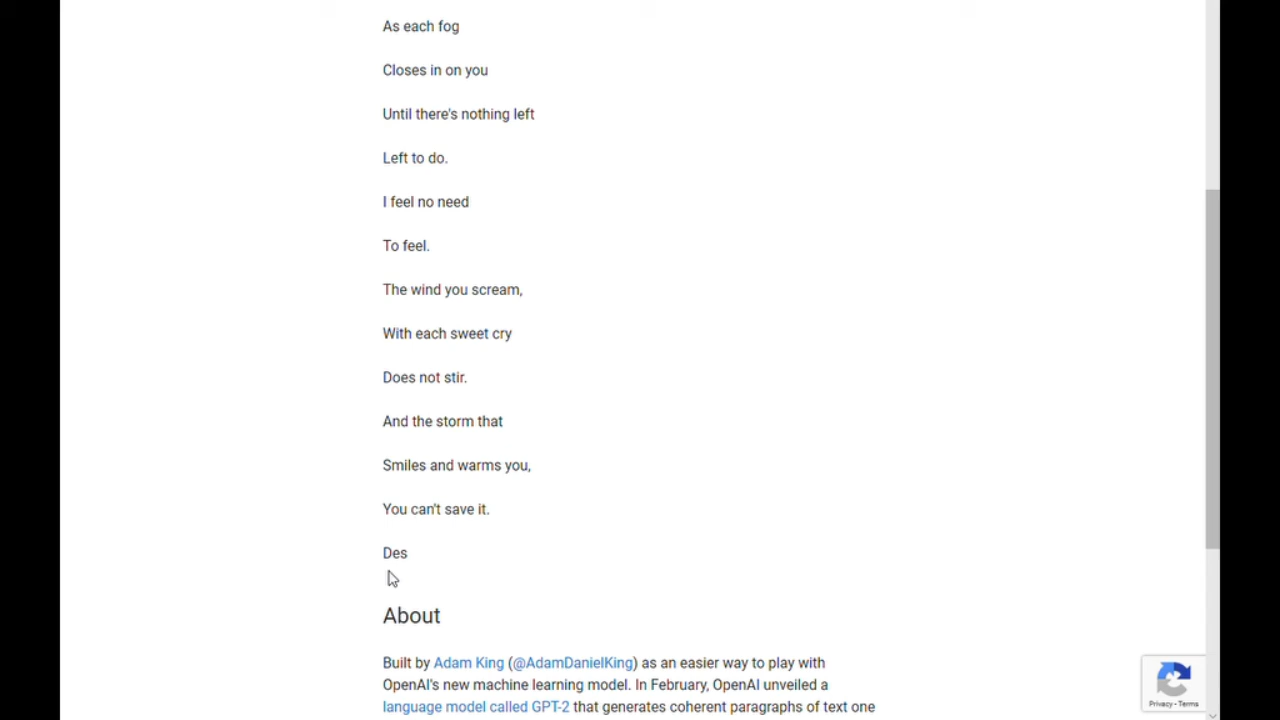 As each fog
Closes in on you
Until there's nothing left
Left to do.
I feel no need
To feel.
The wind you scream,
With each sweet cry
Does not stir.
And the storm that
Smiles and warms you,
You can't save it.
Des
About
Built by Adam King (@AdamDanielKing) as an easier way to play with
OpenAI's new machine learning model. In February, OpenAI unveiled a
language model called GPT-2 that generates coherent paragraphs of text one
Privacy - Terms